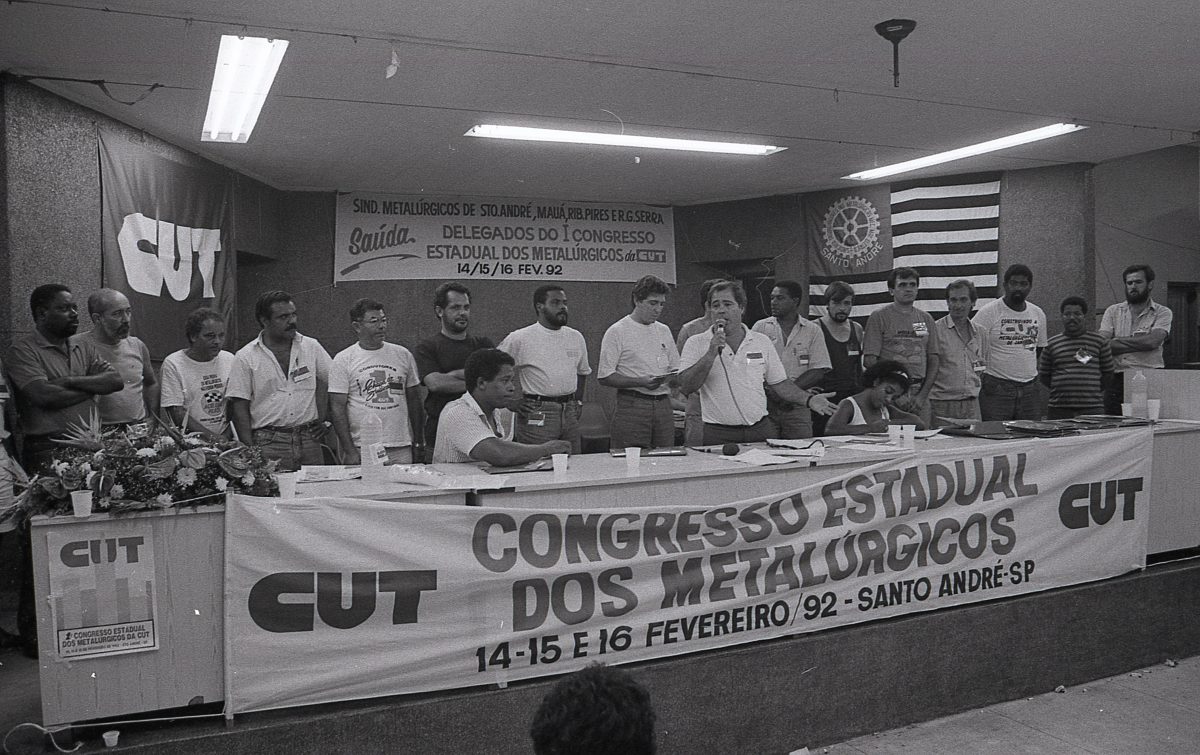 CUT
SIND. METALÚRGICOS DE STO. ANDRÉ, MAUÁ, RIB. PIRES E R.G. SERRA
Saúda
DELEGADOS DO I CONGRESSO
ESTADUAL DOS METALÚRGICOS da CUT
14/15/16 FEV. 92
SANTO ANDRÉ
CUT
CONGRESSO ESTADUAL
DOS METALÚRGICOS
14-15 E 16 FEVEREIRO/92 - SANTO ANDRÉ-SP
CUT
CUT
1º CONGRESSO ESTADUAL
DOS METALÚRGICOS DA CUT